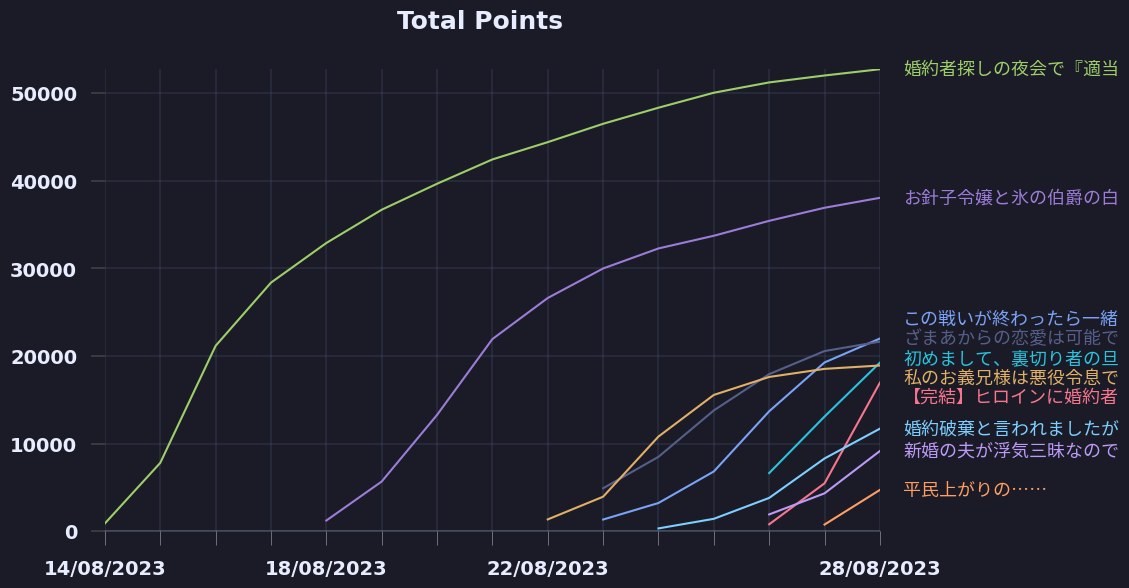 Total Points
50000
40000
30000
20000
10000
0
14/08/2023
18/08/2023
22/08/2023
28/08/2023
婚約者探しの夜会で『適当
お針子令嬢と氷の伯爵の白
この戦いが終わったら一緒
ざまあからの恋愛は可能で
初めまして、裏切り者の旦
私のお義兄様は悪役令息で
【完結】ヒロインに婚約者
婚約破棄と言われましたが
新婚の夫が浮気三昧なので
平民上がりの……